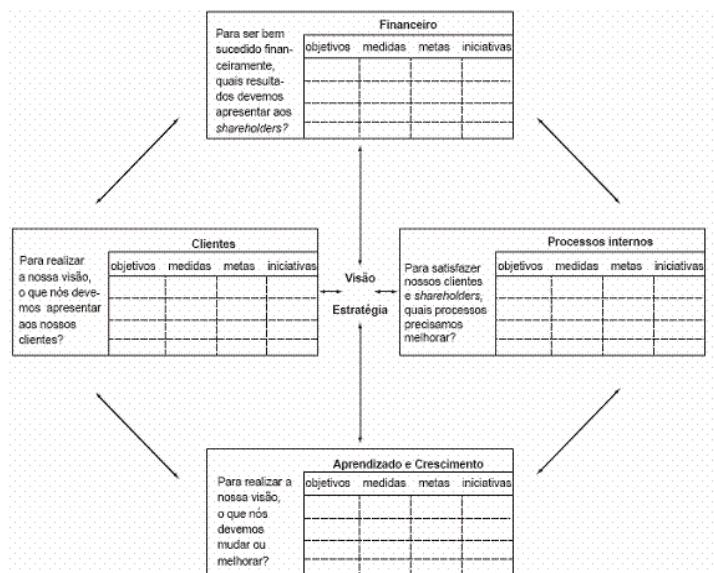 Financeiro
Para ser bem
sucedido finan-
ceiramente,
quais resulta-
dos devemos
apresentar aos
shareholders?
objetivos medidas metas iniciativas
Clientes
Para realizar
a nossa visão,
o que nós deve-
mos apresentar
aos nossos
clientes?
objetivos medidas metas iniciativas
Visão
Estratégia
Processos internos
Para satisfazer
nossos clientes
e shareholders,
quais processos
precisamos
melhorar?
objetivos medidas metas iniciativas
Aprendizado e Crescimento
Para realizar a
nossa visão,
o que nós
devemos
mudar ou
melhorar?
objetivos medidas metas iniciativas